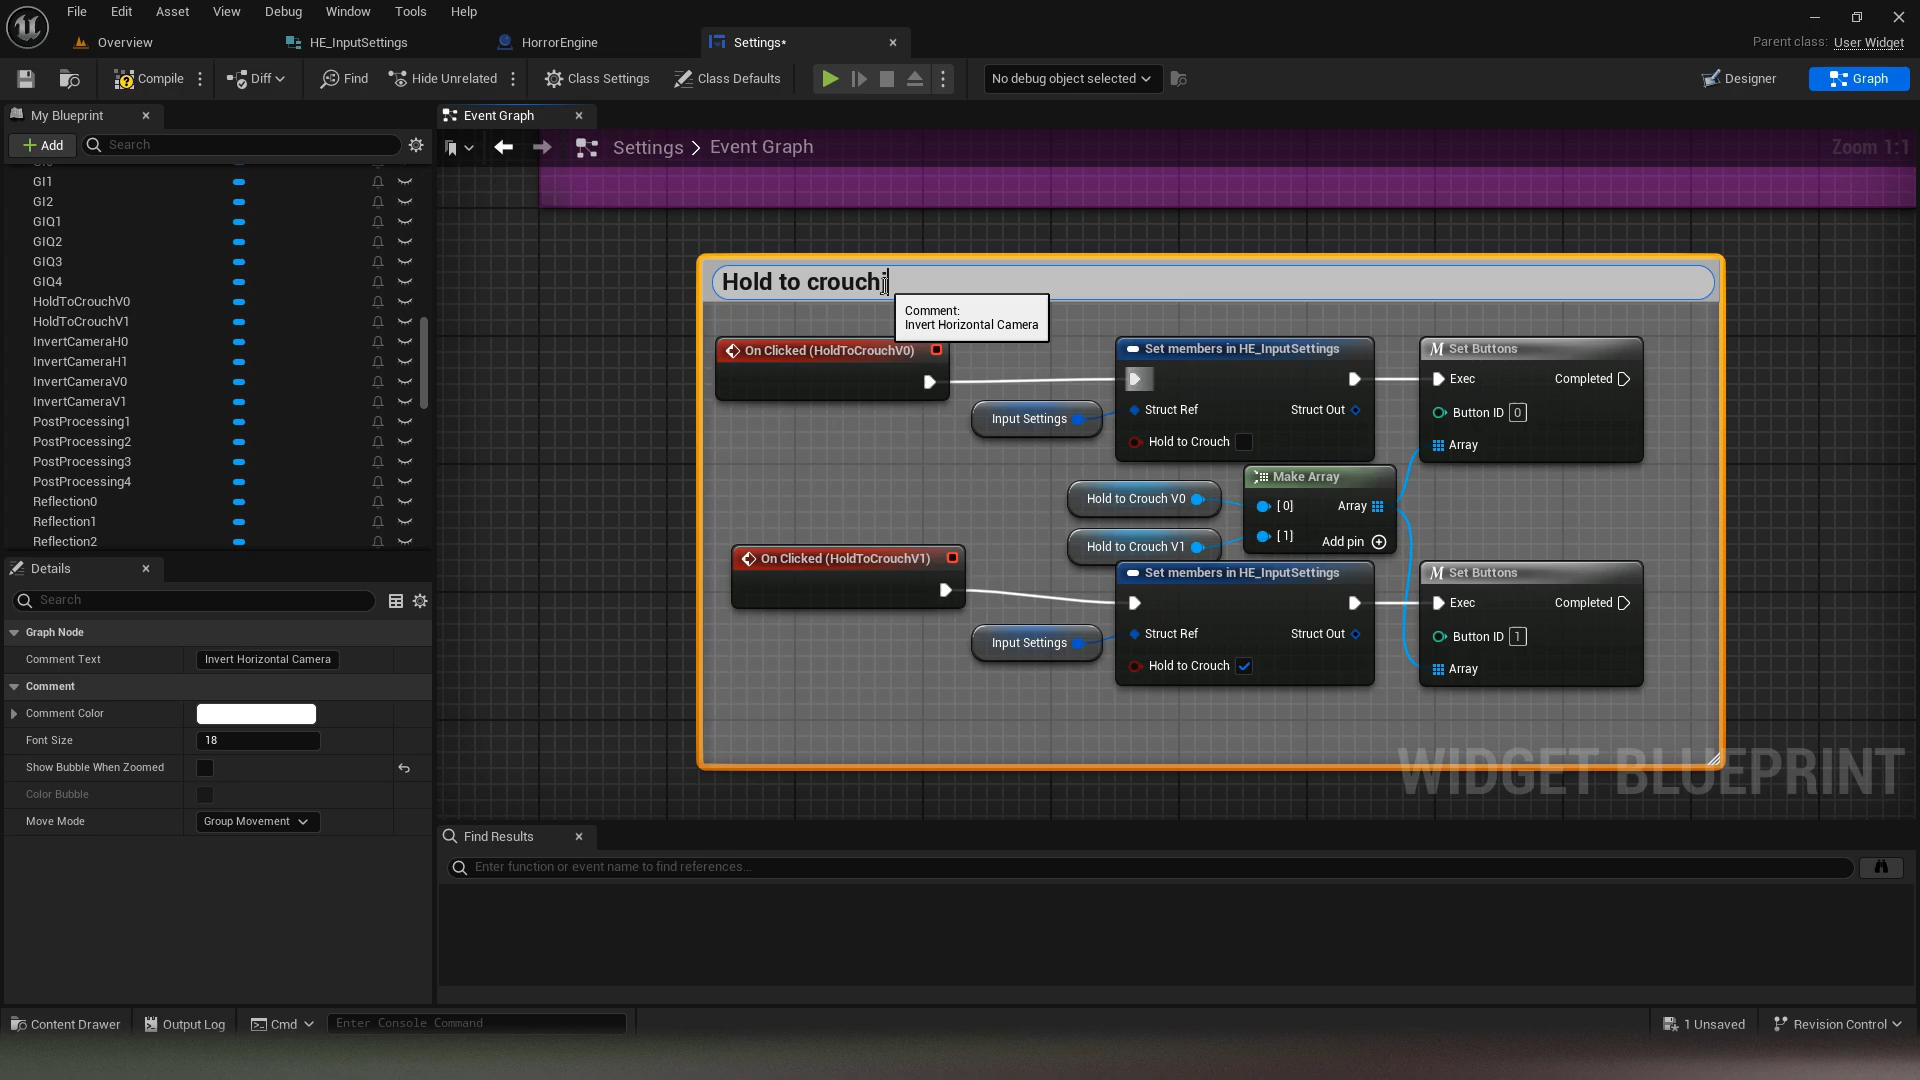 File Edit Asset View Debug Window Tools Help
Overview HE_InputSettings HorrorEngine Settings*
Parent class: User Widget
Compile Diff Find Hide Unrelated Class Settings Class Defaults No debug object selected Designer Graph
My Blueprint
Event Graph
Add Search
Settings > Event Graph
Zoom 1:1
GI1
GI2
GIQ1
GIQ2
GIQ3
GIQ4
HoldToCrouchV0
HoldToCrouchV1
InvertCameraH0
InvertCameraH1
InvertCameraV0
InvertCameraV1
PostProcessing1
PostProcessing2
PostProcessing3
PostProcessing4
Reflection0
Reflection1
Reflection2
Hold to crouchi
Comment:
Invert Horizontal Camera
On Clicked (HoldToCrouchV0)
Set members in HE_InputSettings
Set Buttons
Exec Completed
Input Settings
Struct Ref Struct Out
Button ID 0
Hold to Crouch
Array
Make Array
Hold to Crouch V0
[ 0] Array
Hold to Crouch V1
[ 1] Add pin
On Clicked (HoldToCrouchV1)
Set members in HE_InputSettings
Set Buttons
Exec Completed
Input Settings
Struct Ref Struct Out
Button ID 1
Hold to Crouch
Array
WIDGET BLUEPRINT
Details
Search
Graph Node
Comment Text Invert Horizontal Camera
Comment
Comment Color
Font Size 18
Show Bubble When Zoomed
Color Bubble
Move Mode Group Movement
Find Results
Enter function or event name to find references...
Content Drawer Output Log Cmd Enter Console Command 1 Unsaved Revision Control